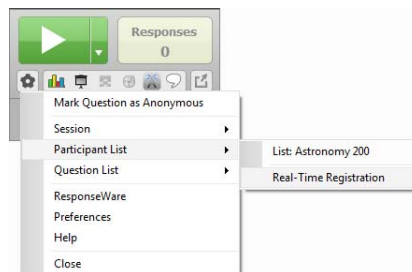 Responses
0
Mark Question as Anonymous
Session
Participant List
List: Astronomy 200
Question List
Real-Time Registration
ResponseWare
Preferences
Help
Close